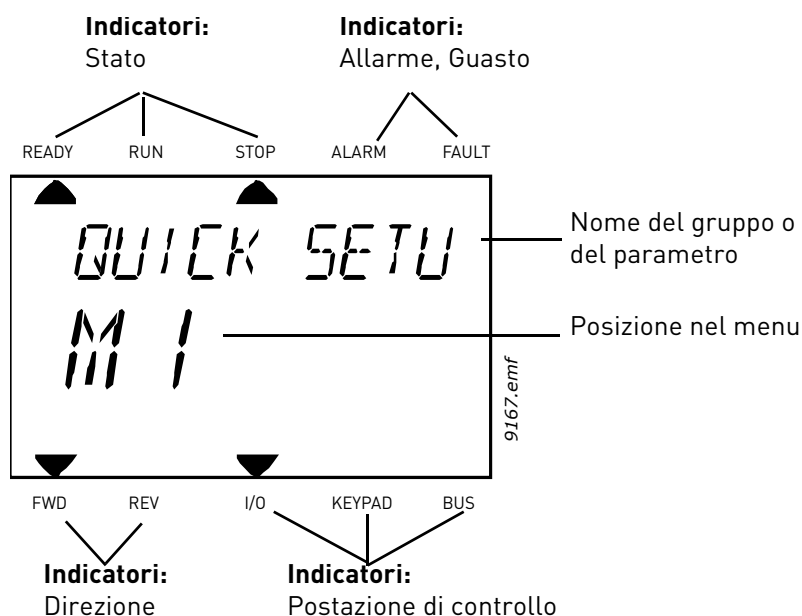 Indicatori:
Stato
Indicatori:
Allarme, Guasto
READY RUN STOP ALARM FAULT
QUICK SETU
Nome del gruppo o
del parametro
M 1
Posizione nel menu
9167.emf
FWD REV I/O KEYPAD BUS
Indicatori:
Direzione
Indicatori:
Postazione di controllo